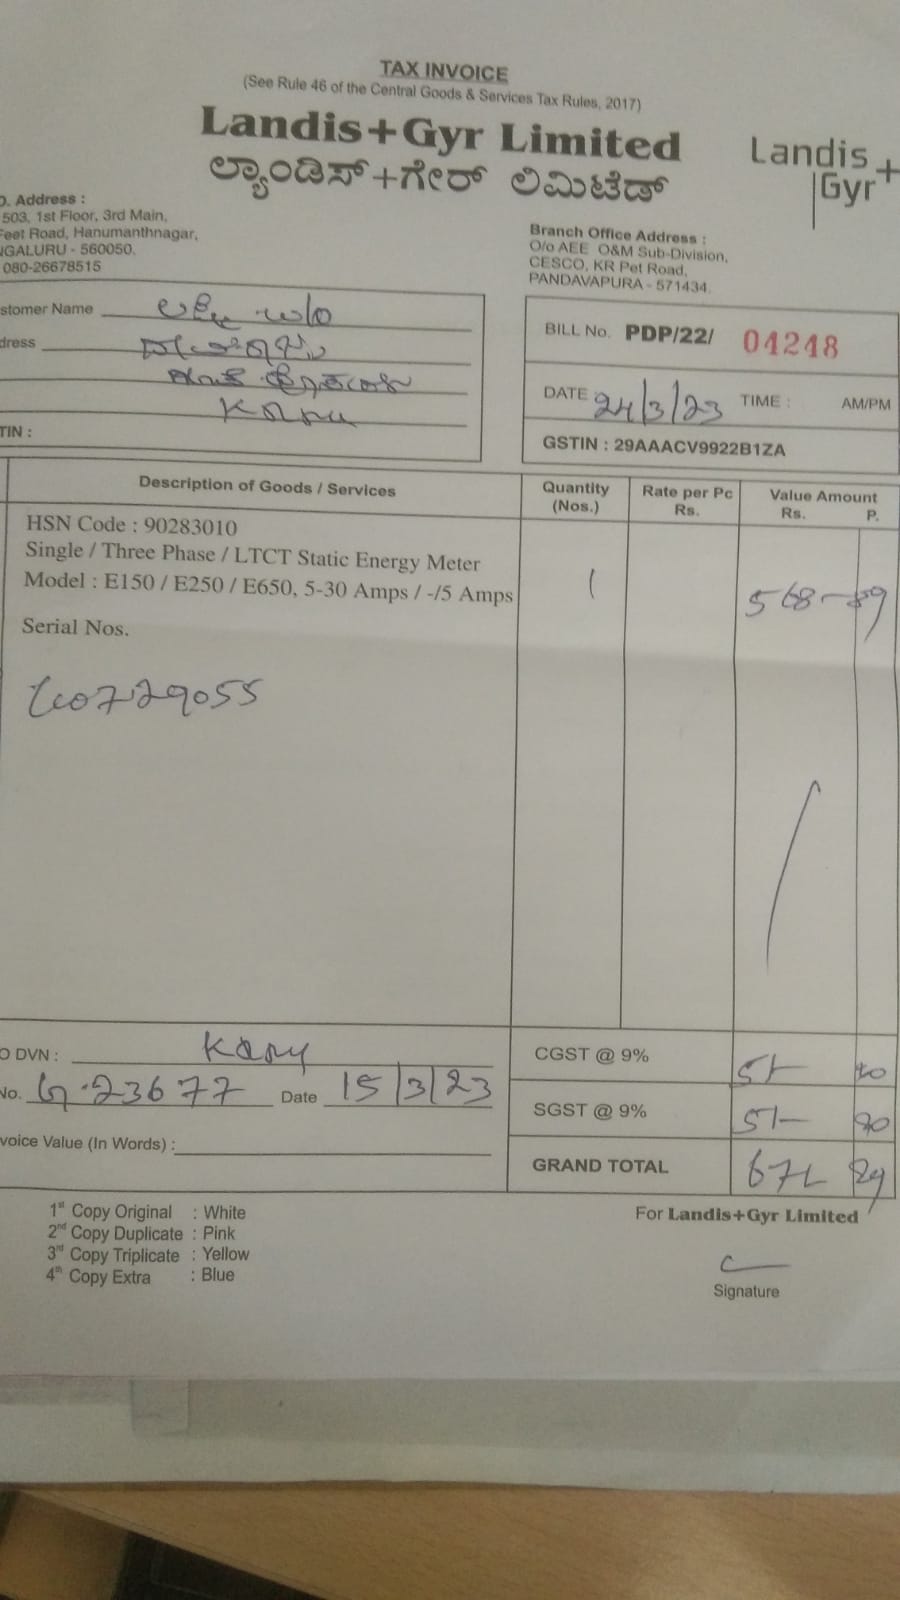 TAX INVOICE
(See Rule 46 of the Central Goods & Services Tax Rules, 2017)
Landis+Gyr Limited
ಲ್ಯಾಂಡಿಸ್+ಗೇರ್ ಲಿಮಿಟೆಡ್
Landis
Gyr+
O. Address :
503, 1st Floor, 3rd Main,
Feet Road, Hanumanthnagar,
NGALURU - 560050.
080-26678515
Branch Office Address :
O/o AEE O&M Sub-Division,
CESCO, KR Pet Road,
PANDAVAPURA - 571434.
stomer Name
dress
TIN :
BILL No. PDP/22/ 04248
DATE 24/3/23 TIME : AM/PM
GSTIN : 29AAACV9922B1ZA
Description of Goods / Services
Quantity (Nos.)
Rate per Pc Rs.
Value Amount Rs. P.
HSN Code : 90283010
Single / Three Phase / LTCT Static Energy Meter
Model : E150 / E250 / E650, 5-30 Amps / -/5 Amps
1
568-89
Serial Nos.
O DVN :
No. G.23677 Date 15/3/23
voice Value (In Words) :
CGST @ 9%
SGST @ 9%
GRAND TOTAL
1st Copy Original : White
2nd Copy Duplicate : Pink
3rd Copy Triplicate : Yellow
4th Copy Extra : Blue
For Landis+Gyr Limited
Signature